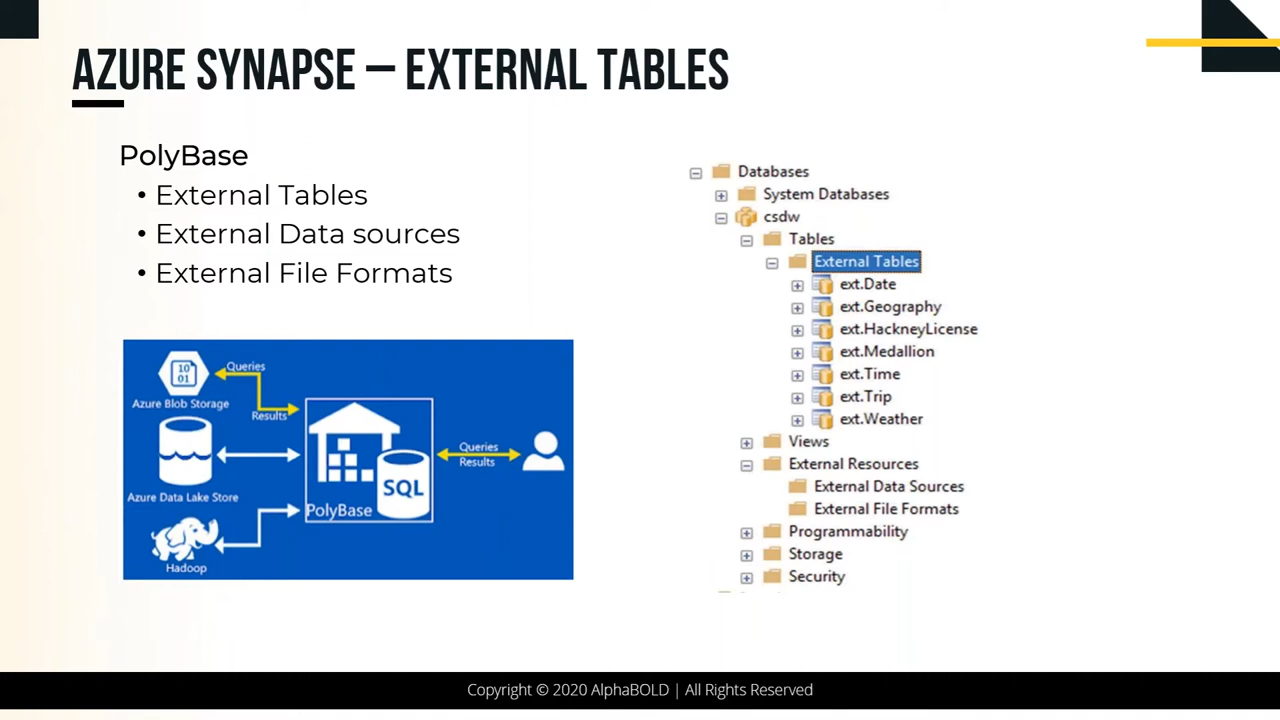 AZURE SYNAPSE – EXTERNAL TABLES
PolyBase
• External Tables
• External Data sources
• External File Formats
Queries
10
01
Azure Blob Storage
Results
Azure Data Lake Store
Hadoop
PolyBase
SQL
Queries
Results
Databases
System Databases
csdw
Tables
External Tables
ext.Date
ext.Geography
ext.HackneyLicense
ext.Medallion
ext.Time
ext.Trip
ext.Weather
Views
External Resources
External Data Sources
External File Formats
Programmability
Storage
Security
Copyright © 2020 AlphaBOLD | All Rights Reserved